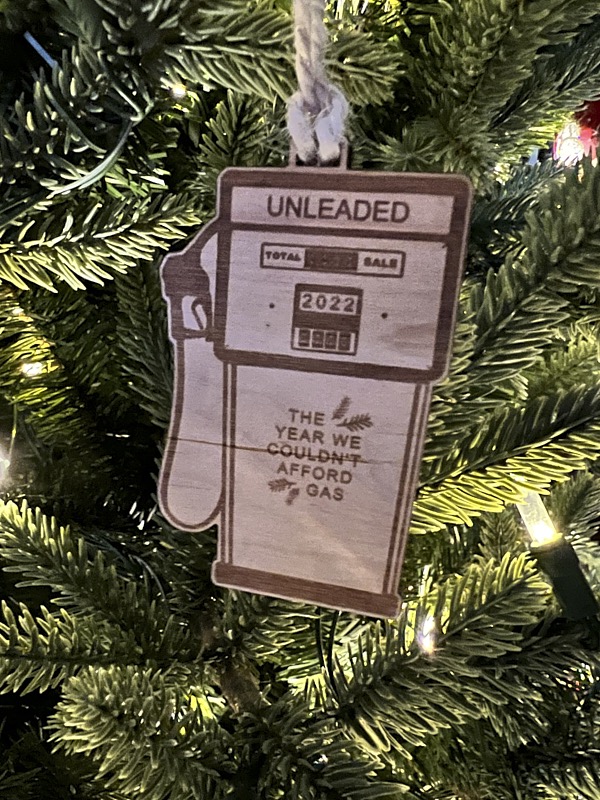 UNLEADED
TOTAL SALE
2022
THE
YEAR WE
COULDN'T
AFFORD
GAS